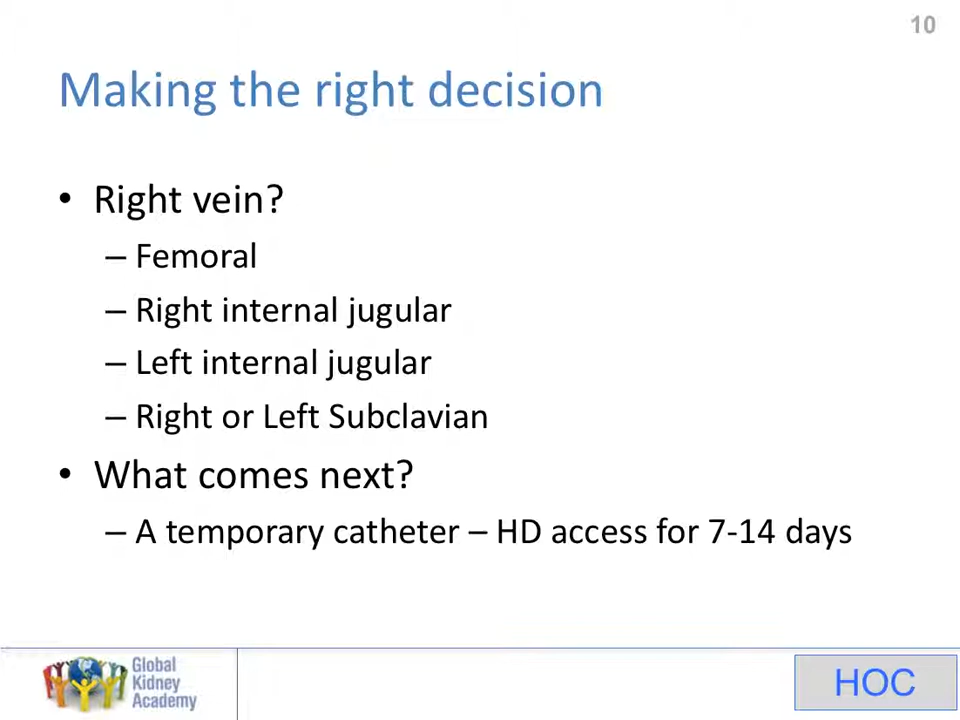 10
Making the right decision
• Right vein?
– Femoral
– Right internal jugular
– Left internal jugular
– Right or Left Subclavian
• What comes next?
– A temporary catheter – HD access for 7-14 days
Global
Kidney
Academy
HOC